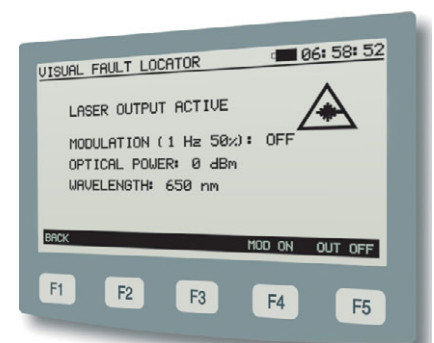 VISUAL FAULT LOCATOR 06:58:52
LASER OUTPUT ACTIVE
MODULATION (1 Hz 50%): OFF
OPTICAL POWER: 0 dBm
WAVELENGTH: 650 nm
BACK MOD ON OUT OFF
F1 F2 F3 F4 F5